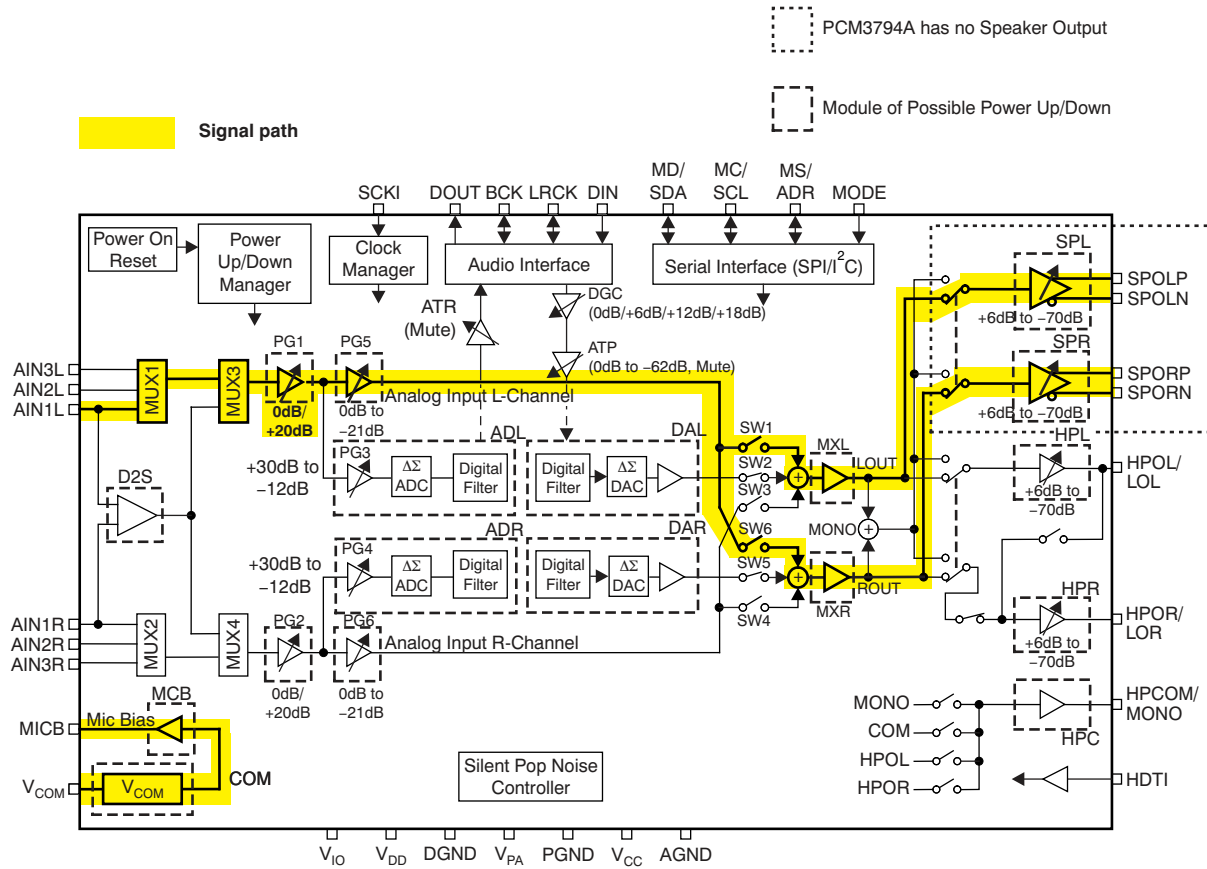 PCM3794A has no Speaker Output
Module of Possible Power Up/Down
Signal path
SCKI
DOUT
BCK
LRCK
DIN
MD/
SDA
MC/
SCL
MS/
ADR
MODE
Power On
Reset
Power
Up/Down
Manager
Clock
Manager
Audio Interface
Serial Interface (SPI/I²C)
ATR
(Mute)
DGC
(0dB/+6dB/+12dB/+18dB)
ATP
(0dB to −62dB, Mute)
SPL
+6dB to −70dB
SPOLP
SPOLN
SPR
+6dB to −70dB
SPORP
SPORN
AIN3L
AIN2L
AIN1L
MUX1
MUX3
PG1
0dB/
+20dB
PG5
0dB to
−21dB
Analog Input L-Channel
ADL
+30dB to
−12dB
PG3
ΔΣ
ADC
Digital
Filter
DAL
Digital
Filter
ΔΣ
DAC
SW1
SW2
SW3
MXL
LOUT
HPL
+6dB to
−70dB
HPOL/
LOL
D2S
MONO
ADR
+30dB to
−12dB
PG4
ΔΣ
ADC
Digital
Filter
DAR
Digital
Filter
ΔΣ
DAC
SW6
SW5
SW4
MXR
ROUT
HPR
+6dB to
−70dB
HPOR/
LOR
AIN1R
AIN2R
AIN3R
MUX2
MUX4
PG2
0dB/
+20dB
PG6
0dB to
−21dB
Analog Input R-Channel
MICB
Mic Bias
MCB
COM
VCOM
VCOM
Silent Pop Noise
Controller
MONO
COM
HPOL
HPOR
HPC
HPCOM/
MONO
HDTI
VIO
VDD
DGND
VPA
PGND
VCC
AGND